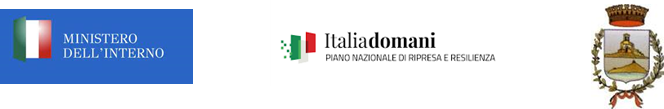 MINISTERO
DELL'INTERNO
Italiadomani
PIANO NAZIONALE DI RIPRESA E RESILIENZA